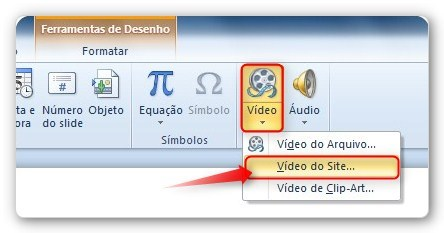 Ferramentas de Desenho
Formatar
ta e
ora
Número
do slide
Objeto
Equação
Símbolo
Símbolos
Vídeo
Áudio
Vídeo do Arquivo...
Vídeo do Site...
Vídeo de Clip-Art...